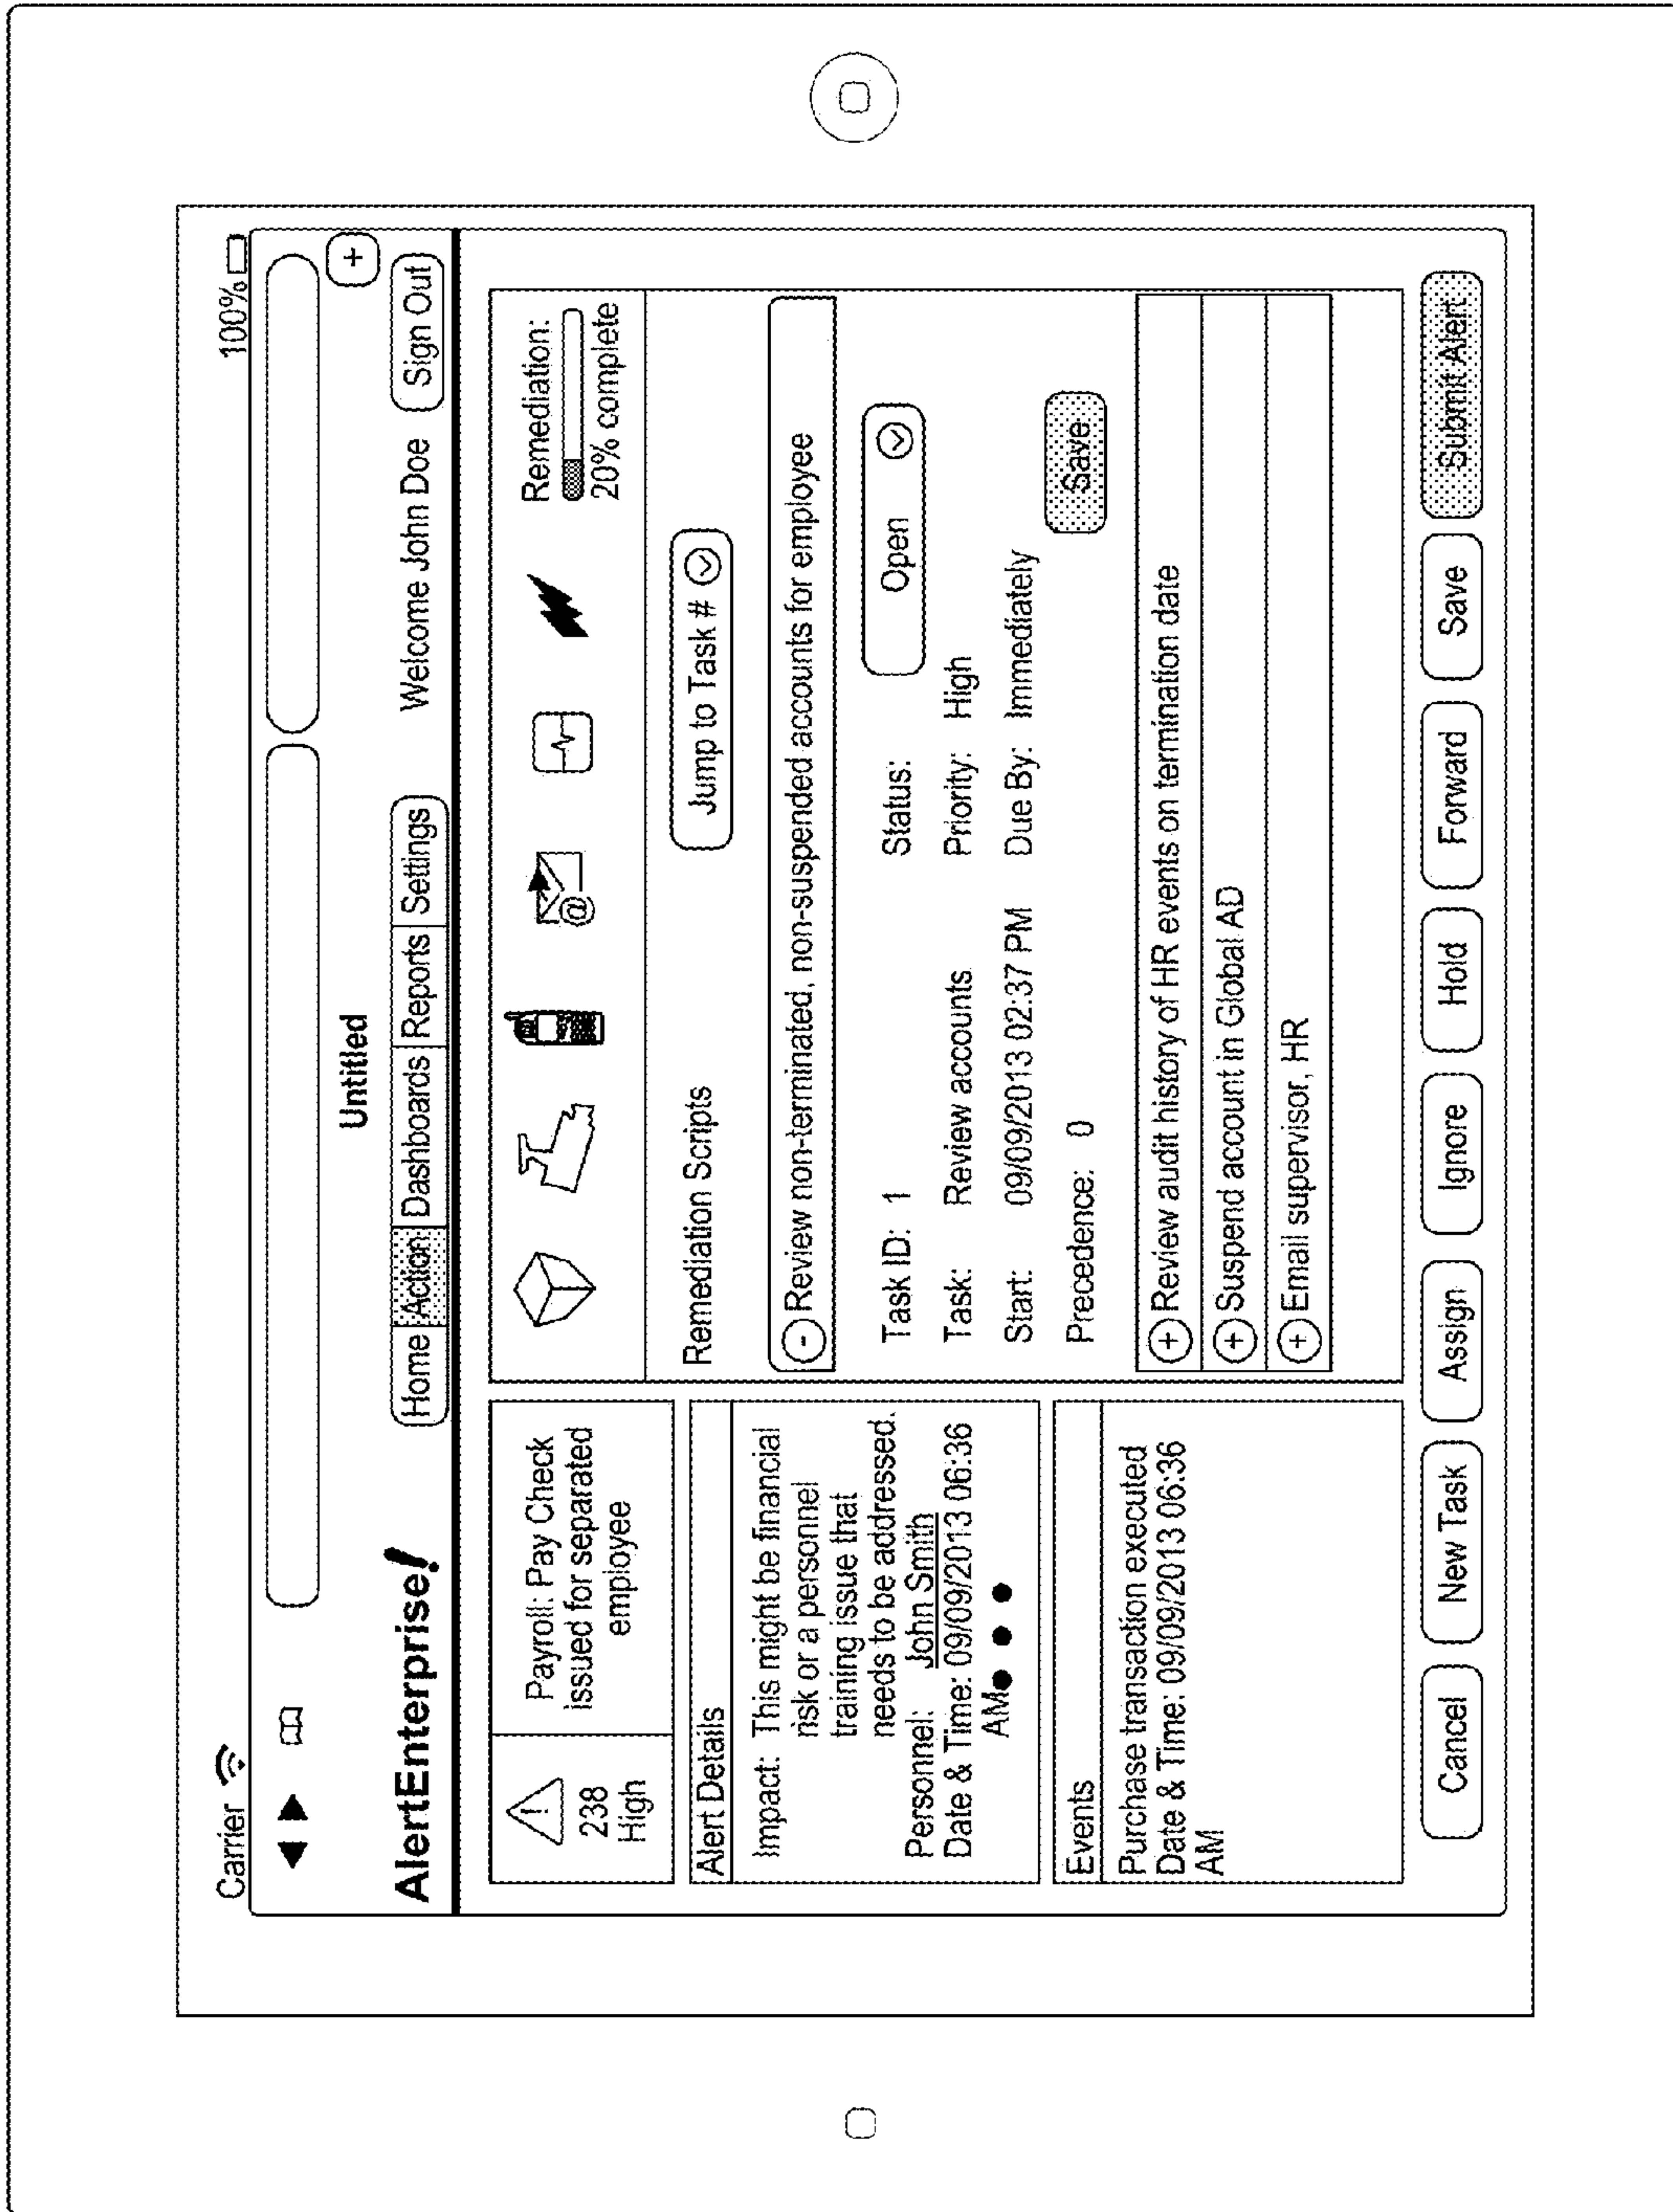 Carrier
100%
Untitled
+
AlertEnterprise!
Home Action Dashboards Reports Settings
Welcome John Doe
Sign Out
!
238
High
Payroll: Pay Check
issued for separated
employee
Alert Details
Impact: This might be financial
risk or a personnel
training issue that
needs to be addressed.
Personnel: John Smith
Date & Time: 09/09/2013 06:36
AM
Events
Purchase transaction executed
Date & Time: 09/09/2013 06:36
AM
@
Remediation:
20% complete
Remediation Scripts
Jump to Task #
- Review non-terminated, non-suspended accounts for employee
Task ID: 1
Status: Open
Task: Review accounts
Priority: High
Start: 09/09/2013 02:37 PM
Due By: Immediately
Precedence: 0
Save
+ Review audit history of HR events on termination date
+ Suspend account in Global AD
+ Email supervisor, HR
Cancel
New Task
Assign
Ignore
Hold
Forward
Save
Submit Alert